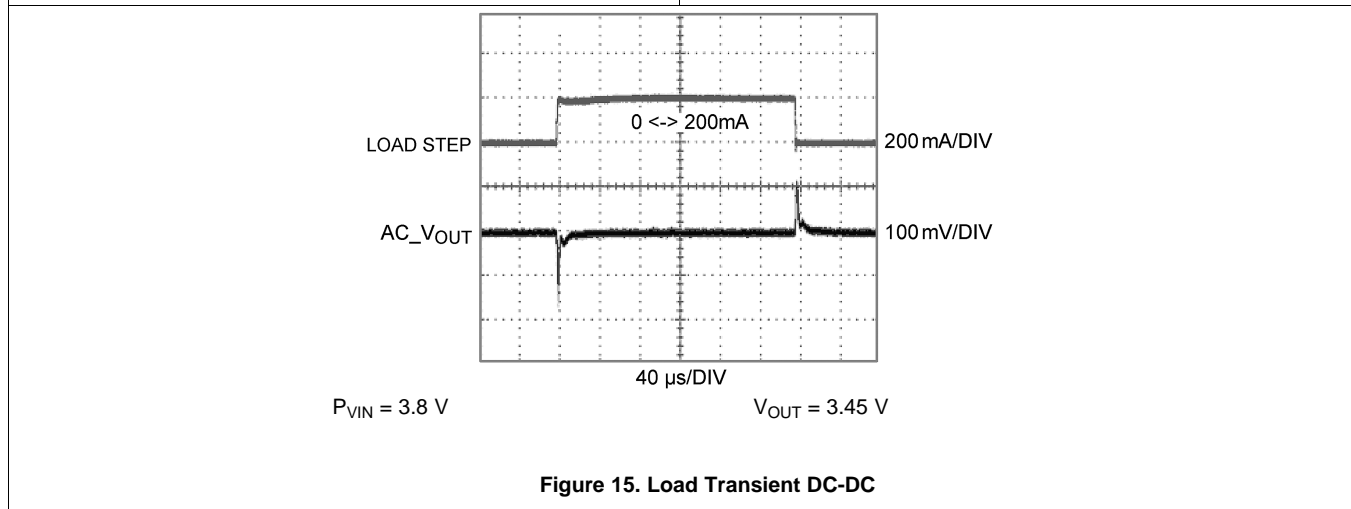 0 <-> 200mA
LOAD STEP
200 mA/DIV
AC_VOUT
100 mV/DIV
40 µs/DIV
PVIN = 3.8 V
VOUT = 3.45 V
Figure 15. Load Transient DC-DC